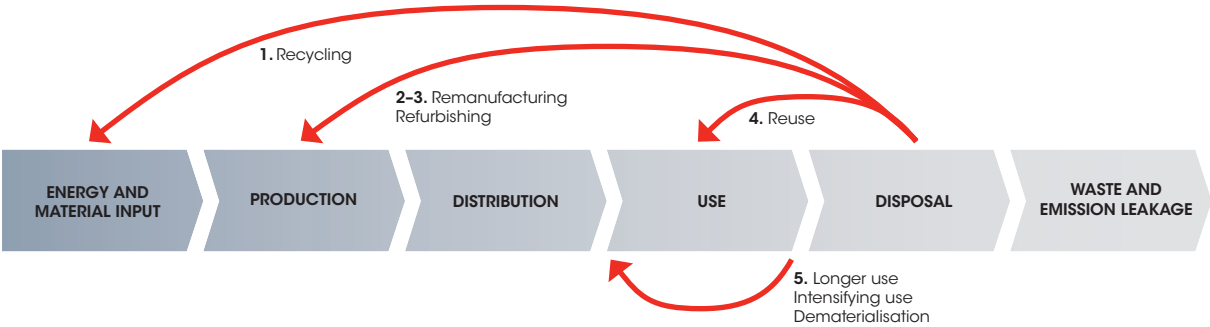 1. Recycling
2–3. Remanufacturing
Refurbishing
4. Reuse
ENERGY AND
MATERIAL INPUT
PRODUCTION
DISTRIBUTION
USE
DISPOSAL
WASTE AND
EMISSION LEAKAGE
5. Longer use
Intensifying use
Dematerialisation